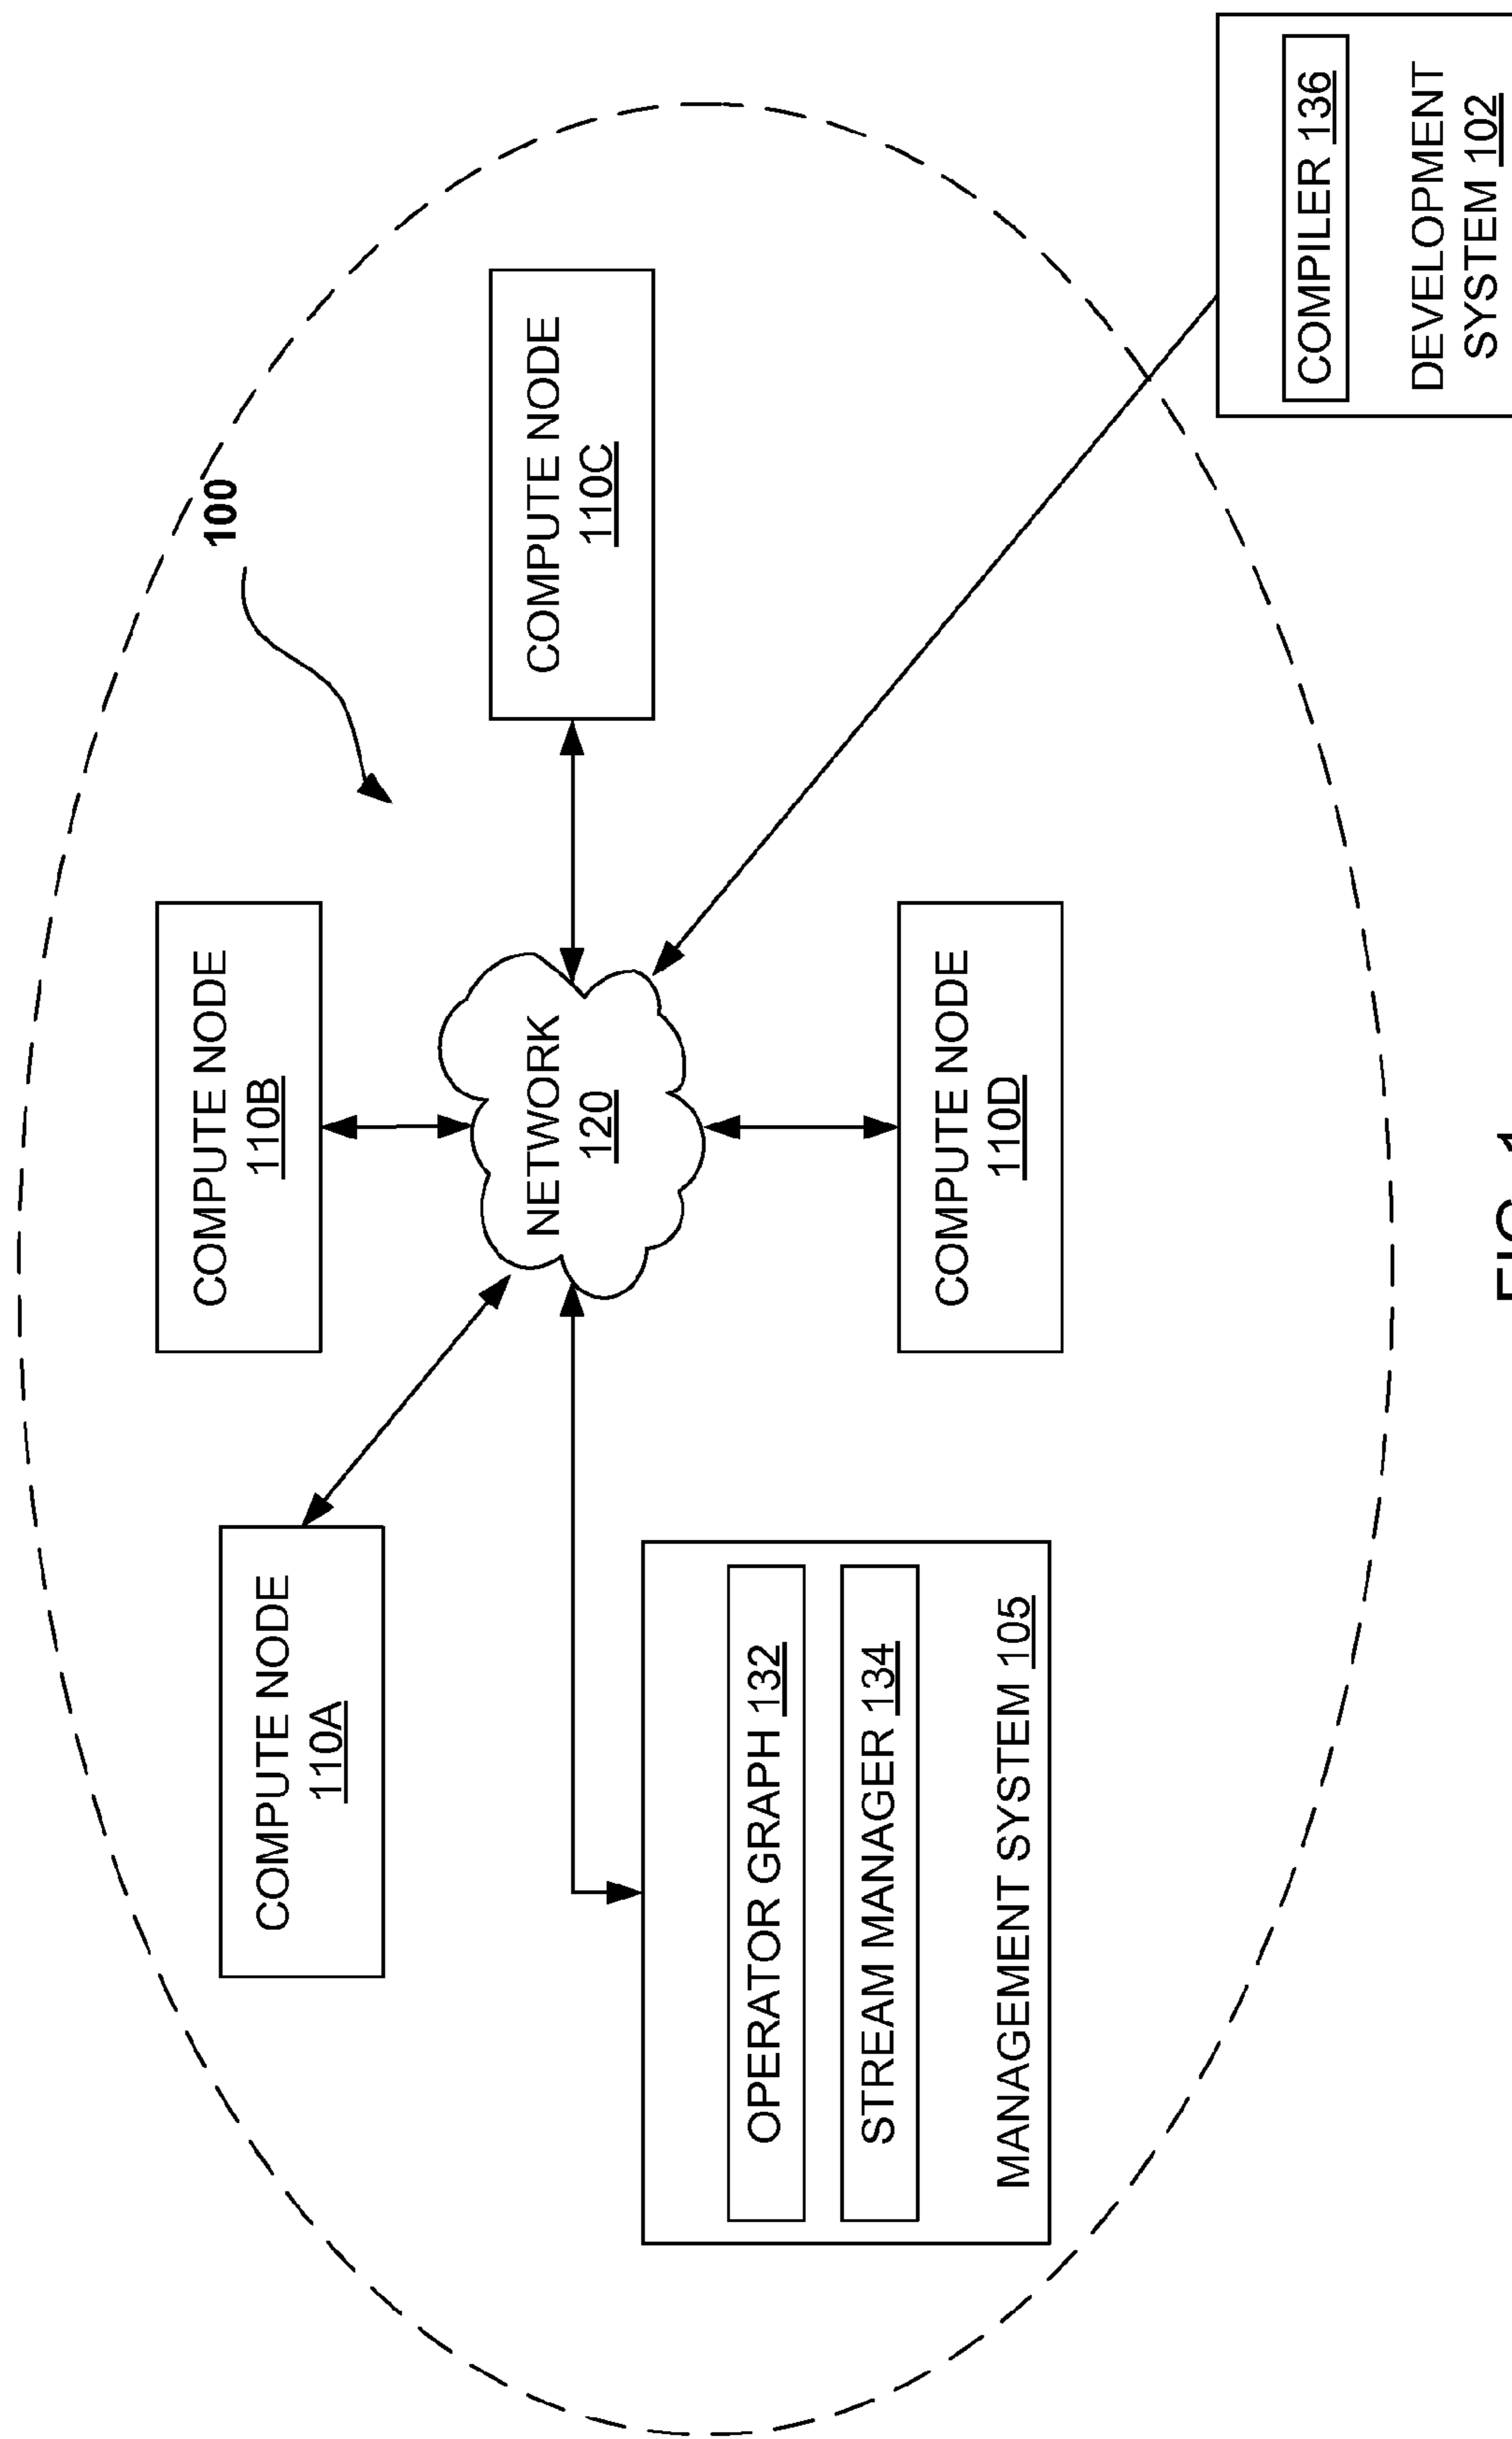 100
COMPUTE NODE
110A
COMPUTE NODE
110B
COMPUTE NODE
110C
NETWORK
120
OPERATOR GRAPH 132
STREAM MANAGER 134
MANAGEMENT SYSTEM 105
COMPUTE NODE
110D
COMPILER 136
DEVELOPMENT
SYSTEM 102